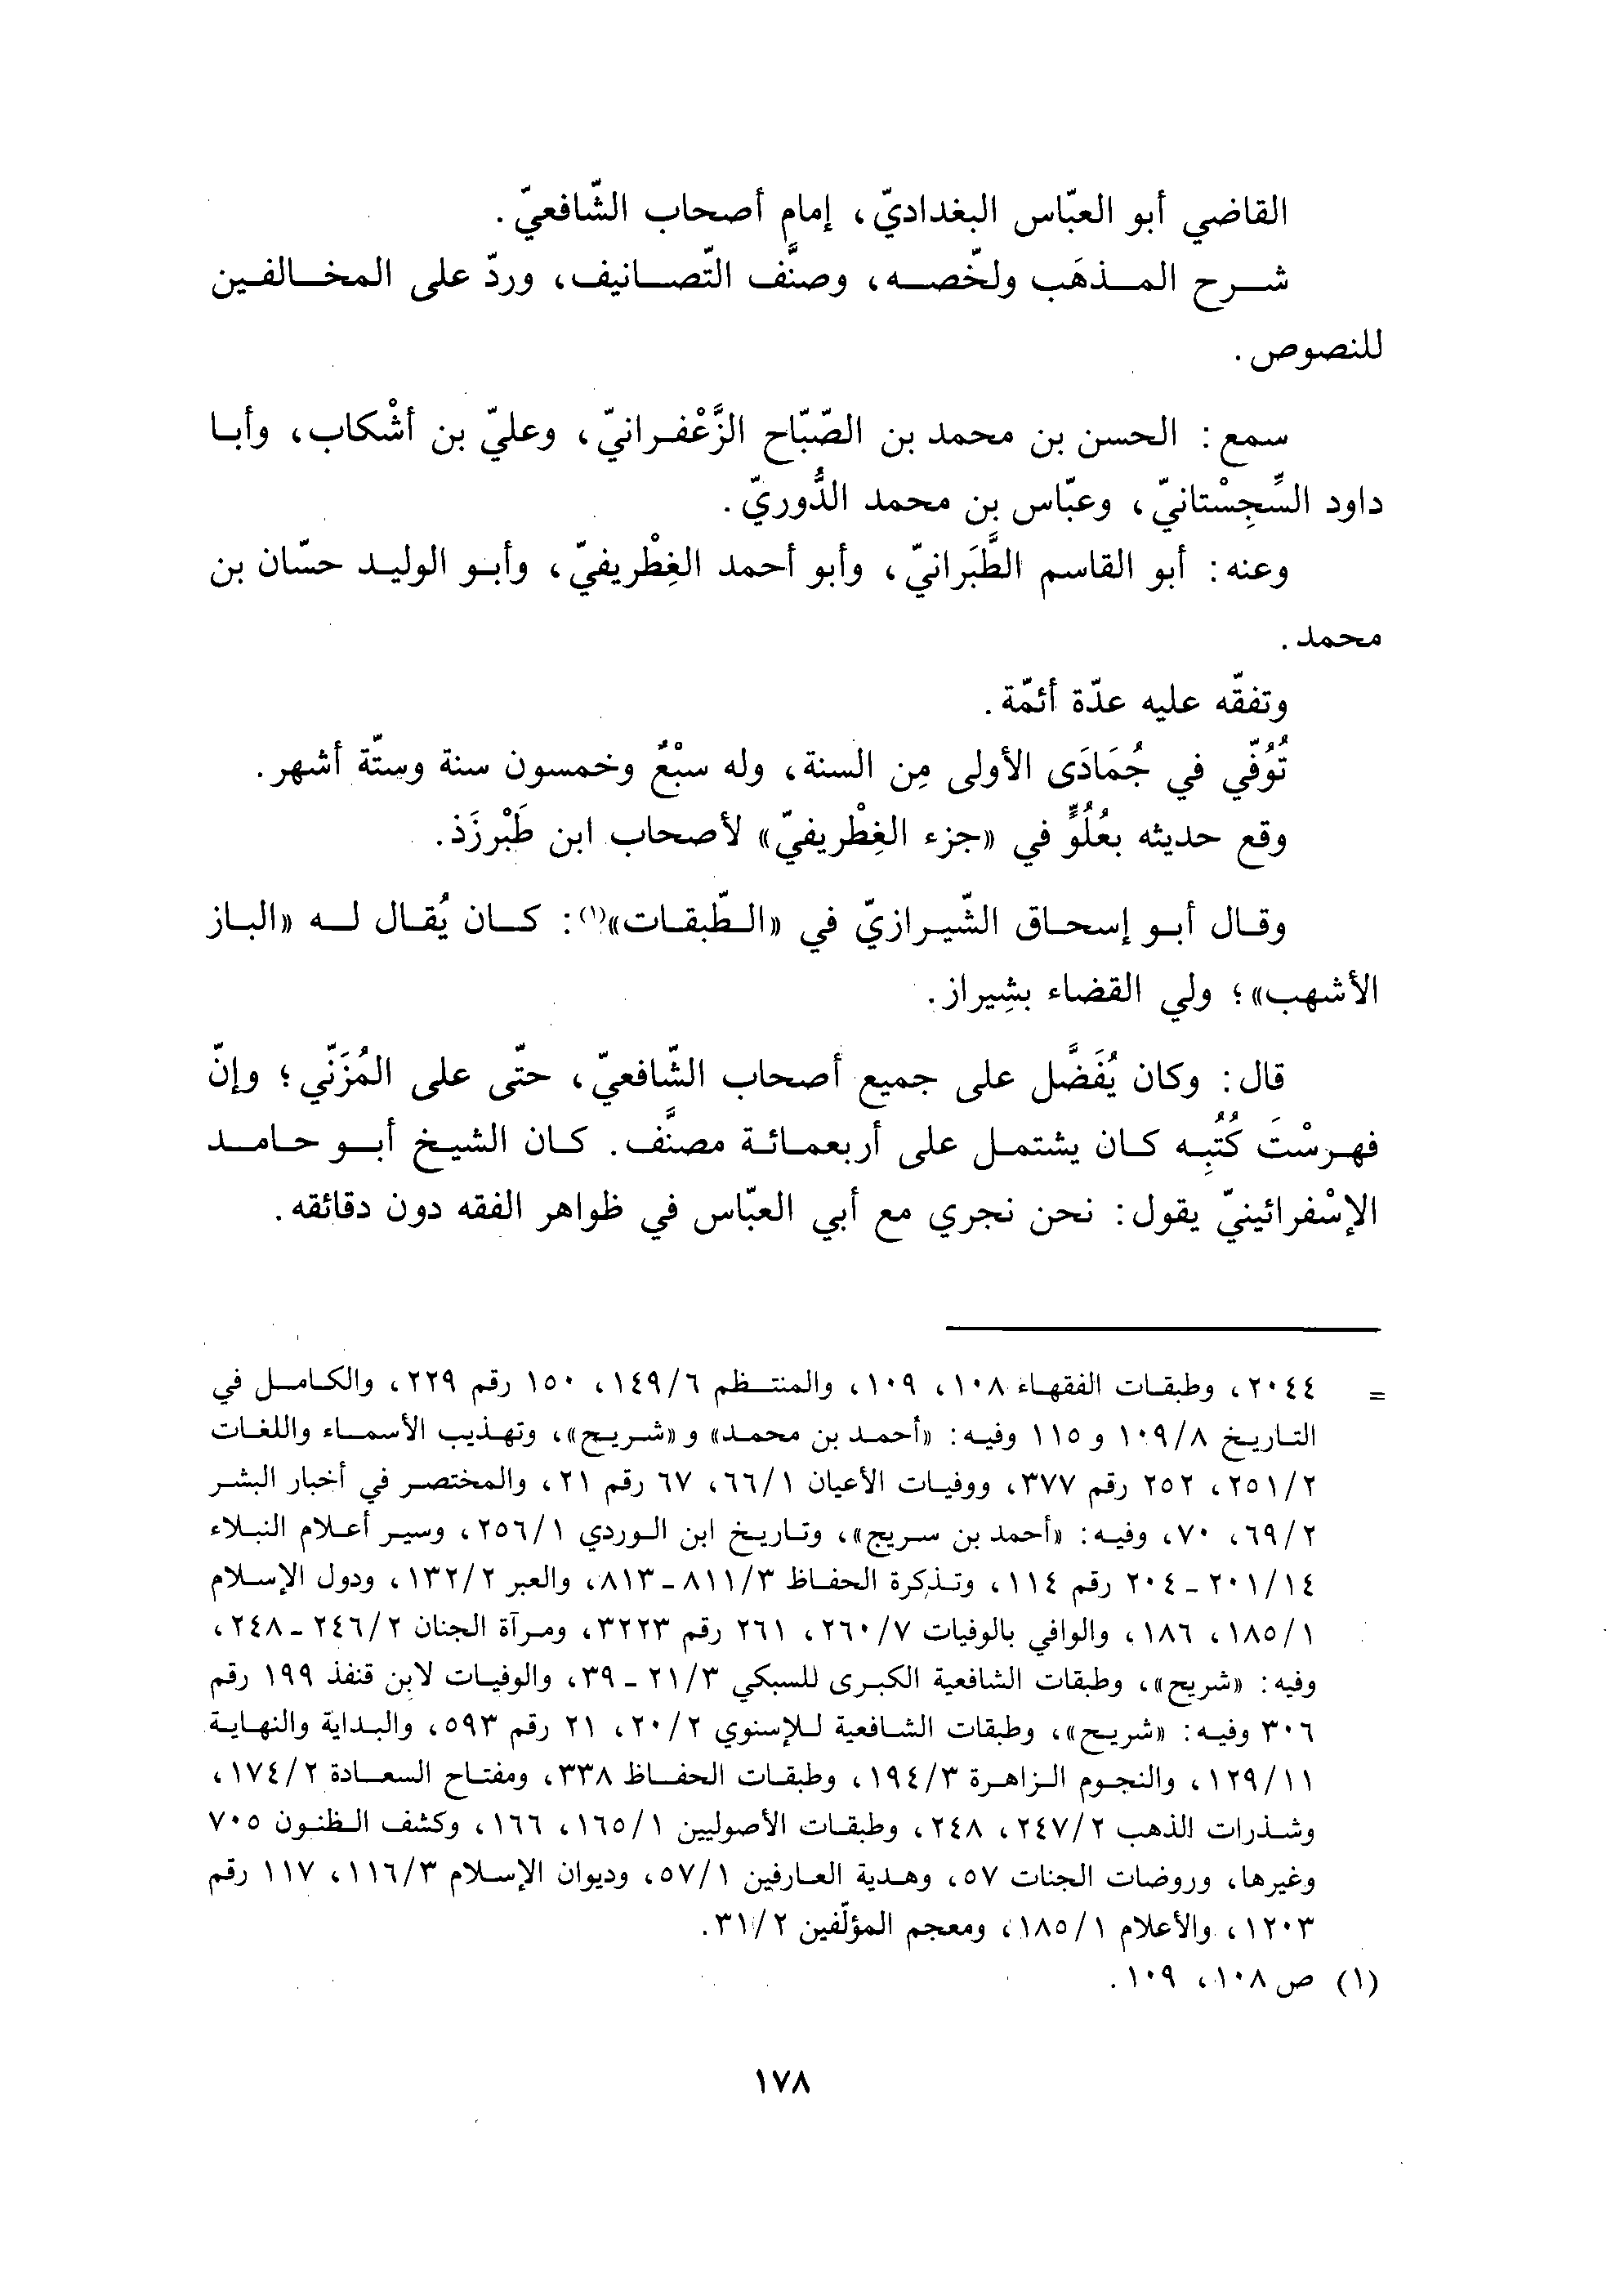 القاضي أبو العبّاس البغداديّ، إمام أصحاب الشّافعيّ.
شرح المذهَب ولخّصه، وصنَّف التّصانيف، وردّ على المخالفين
للنصوص.
سمع: الحسن بن محمد بن الصّبّاح الزَّعْفرانيّ، وعليّ بن أشْكاب، وأبا
داود السِّجِسْتانيّ، وعبّاس بن محمد الدُّوريّ.
وعنه: أبو القاسم الطَّبَرانيّ، وأبو أحمد الغِطْريفيّ، وأبو الوليد حسّان بن
محمد.
وتفقّه عليه عدّة أئمّة.
تُوُفّي في جُمَادَى الأولى مِن السنة، وله سبْعٌ وخمسون سنة وستّة أشهر.
وقع حديثه بعُلُوٍّ في «جزء الغِطْريفيّ» لأصحاب ابن طَبْرزَذ.
وقال أبو إسحاق الشّيرازيّ في «الطّبقات»(١): كان يُقال له «الباز
الأشهب»؛ ولي القضاء بشِيراز.
قال: وكان يُفَضَّل على جميع أصحاب الشّافعيّ، حتّى على المُزَنّي؛ وإنّ
فهرسْتَ كُتُبِه كان يشتمل على أربعمائة مصنَّف. كان الشيخ أبو حامد
الإسْفرائينيّ يقول: نحن نجري مع أبي العبّاس في ظواهر الفقه دون دقائقه.
= ٢٠٤٤، وطبقات الفقهاء ١٠٨، ١٠٩، والمنتظم ١٤٩/٦، ١٥٠ رقم ٢٢٩، والكامل في
التاريخ ١٠٩/٨ و ١١٥ وفيه: «أحمد بن محمد» و«شريح»، وتهذيب الأسماء واللغات
٢٥١/٢، ٢٥٢ رقم ٣٧٧، ووفيات الأعيان ٦٦/١، ٦٧ رقم ٢١، والمختصر في أخبار البشر
٦٩/٢، ٧٠، وفيه: «أحمد بن سريج»، وتاريخ ابن الوردي ٢٥٦/١، وسير أعلام النبلاء
٢٠١/١٤ ـ ٢٠٤ رقم ١١٤، وتذكرة الحفاظ ٨١١/٣ ـ ٨١٣، والعبر ١٣٢/٢، ودول الإسلام
١٨٥/١، ١٨٦، والوافي بالوفيات ٢٦٠/٧، ٢٦١ رقم ٣٢٢٣، ومرآة الجنان ٢٤٦/٢ ـ ٢٤٨،
وفيه: «شريح»، وطبقات الشافعية الكبرى للسبكي ٢١/٣ ـ ٣٩، والوفيات لابن قنفذ ١٩٩ رقم
٣٠٦ وفيه: «شريح»، وطبقات الشافعية للإسنوي ٢٠/٢، ٢١ رقم ٥٩٣، والبداية والنهاية
١٢٩/١١، والنجوم الزاهرة ١٩٤/٣، وطبقات الحفاظ ٣٣٨، ومفتاح السعادة ١٧٤/٢،
وشذرات الذهب ٢٤٧/٢، ٢٤٨، وطبقات الأصوليين ١٦٥/١، ١٦٦، وكشف الظنون ٧٠٥
وغيرها، وروضات الجنات ٥٧، وهدية العارفين ٥٧/١، وديوان الإسلام ١١٦/٣، ١١٧ رقم
١٢٠٣، والأعلام ١٨٥/١، ومعجم المؤلّفين ٣١/٢.
(١) ص ١٠٨، ١٠٩.
١٧٨